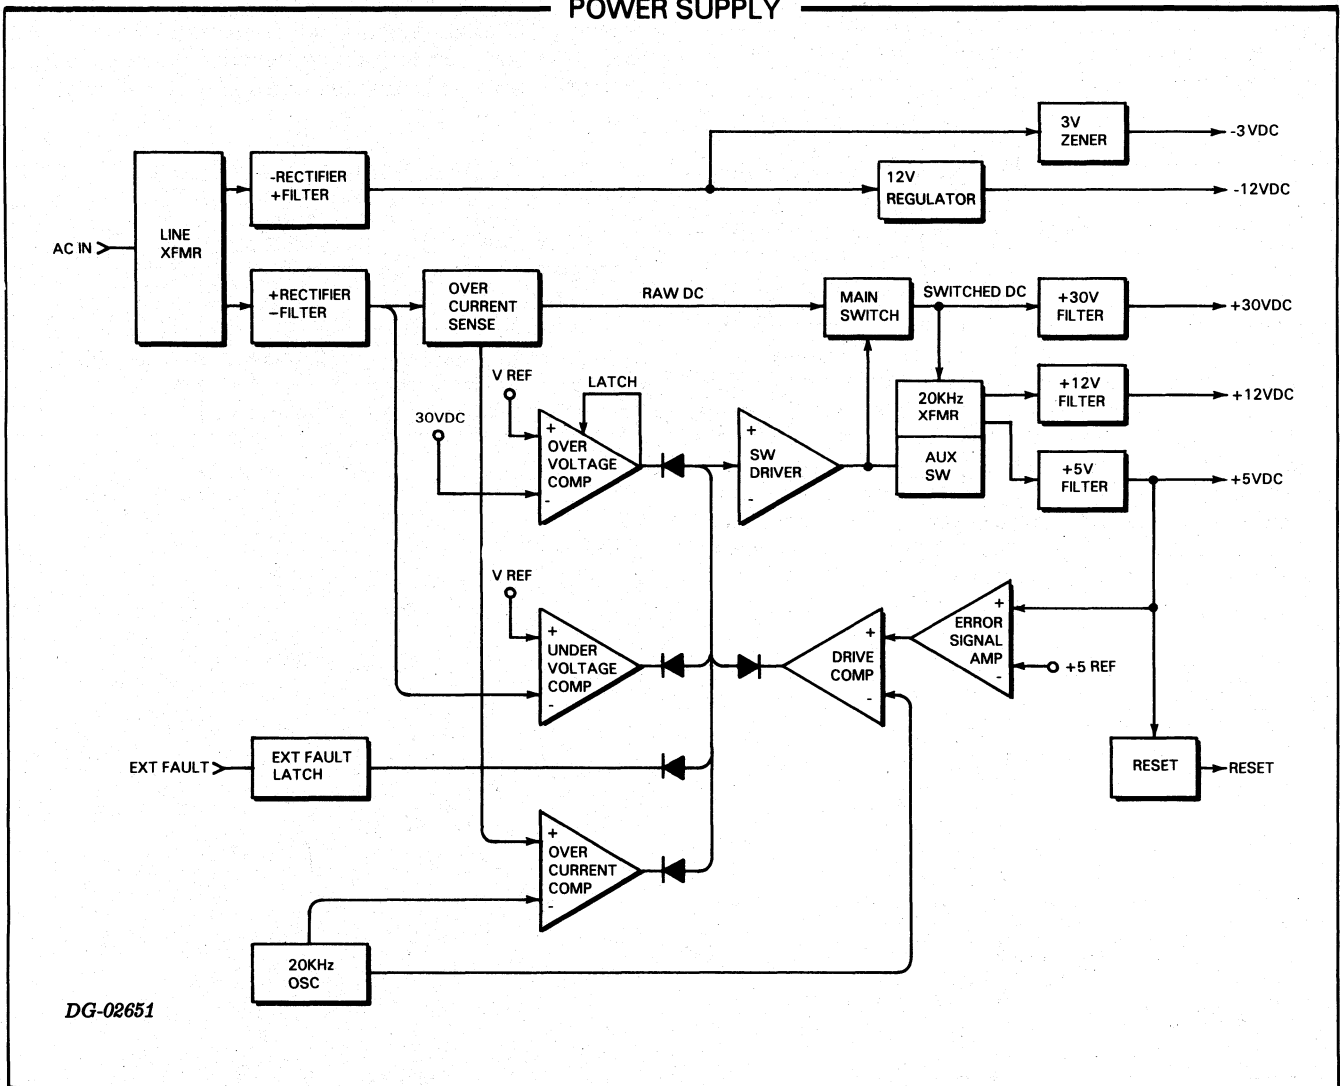 POWER SUPPLY
3V
ZENER
-3VDC
-RECTIFIER
+FILTER
12V
REGULATOR
-12VDC
AC IN
LINE
XFMR
+RECTIFIER
-FILTER
OVER
CURRENT
SENSE
RAW DC
MAIN
SWITCH
SWITCHED DC
+30V
FILTER
+30VDC
V REF
LATCH
30VDC
+
OVER
VOLTAGE
COMP
-
+
SW
DRIVER
-
20KHz
XFMR
AUX
SW
+12V
FILTER
+12VDC
+5V
FILTER
+5VDC
V REF
+
UNDER
VOLTAGE
COMP
-
+
DRIVE
COMP
-
+
ERROR
SIGNAL
AMP
-
+5 REF
EXT FAULT
EXT FAULT
LATCH
RESET
RESET
+
OVER
CURRENT
COMP
-
20KHz
OSC
DG-02651